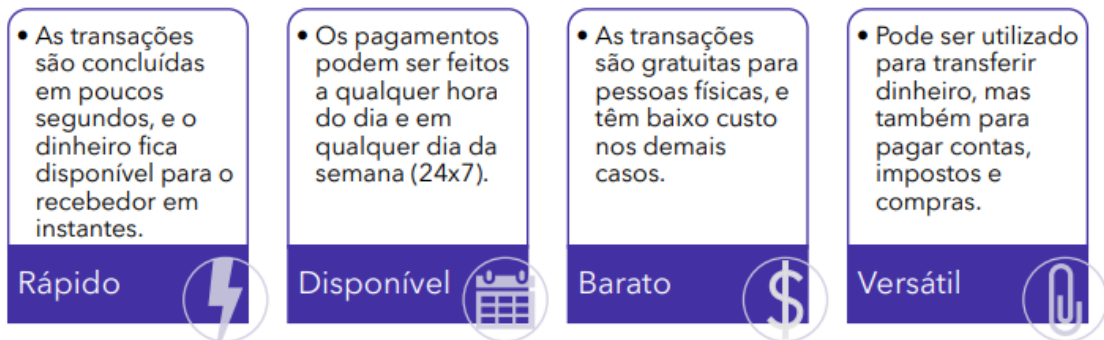 • As transações
são concluídas
em poucos
segundos, e o
dinheiro fica
disponível para o
recebedor em
instantes.
Rápido
• Os pagamentos
podem ser feitos
a qualquer hora
do dia e em
qualquer dia da
semana (24x7).
Disponível
• As transações
são gratuitas para
pessoas físicas, e
têm baixo custo
nos demais
casos.
Barato
• Pode ser utilizado
para transferir
dinheiro, mas
também para
pagar contas,
impostos e
compras.
Versátil